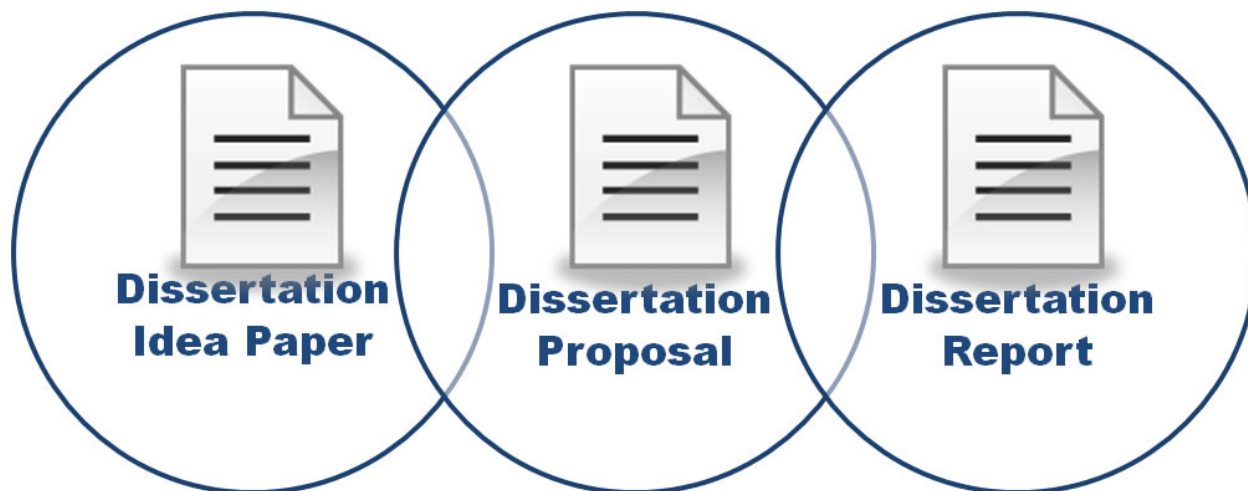 Dissertation
Idea Paper
Dissertation
Proposal
Dissertation
Report